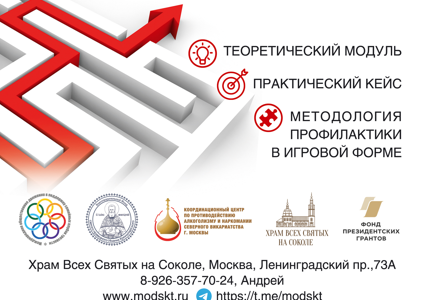 ТЕОРЕТИЧЕСКИЙ МОДУЛЬ
ПРАКТИЧЕСКИЙ КЕЙС
МЕТОДОЛОГИЯ
ПРОФИЛАКТИКИ
В ИГРОВОЙ ФОРМЕ
КООРДИНАЦИОННЫЙ ЦЕНТР
ПО ПРОТИВОДЕЙСТВИЮ
АЛКОГОЛИЗМУ И НАРКОМАНИИ
СЕВЕРНОГО ВИКАРИАТСТВА
Г. МОСКВЫ
ХРАМ ВСЕХ СВЯТЫХ
НА СОКОЛЕ
ФОНД
ПРЕЗИДЕНТСКИХ
ГРАНТОВ
Храм Всех Святых на Соколе, Москва, Ленинградский пр.,73А
8-926-357-70-24, Андрей
www.modskt.ru https://t.me/modskt